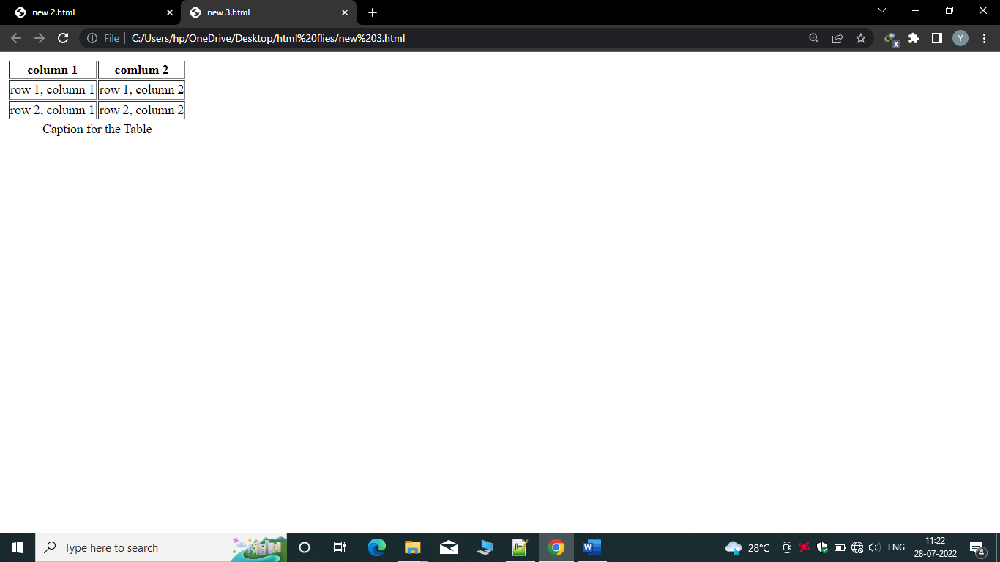 new 2.html
new 3.html
File C:/Users/hp/OneDrive/Desktop/html%20flies/new%203.html
Y
x
column 1 comlum 2
row 1, column 1 row 1, column 2
row 2, column 1 row 2, column 2
Caption for the Table
Type here to search
W
28°C
ENG
11:22
28-07-2022
4